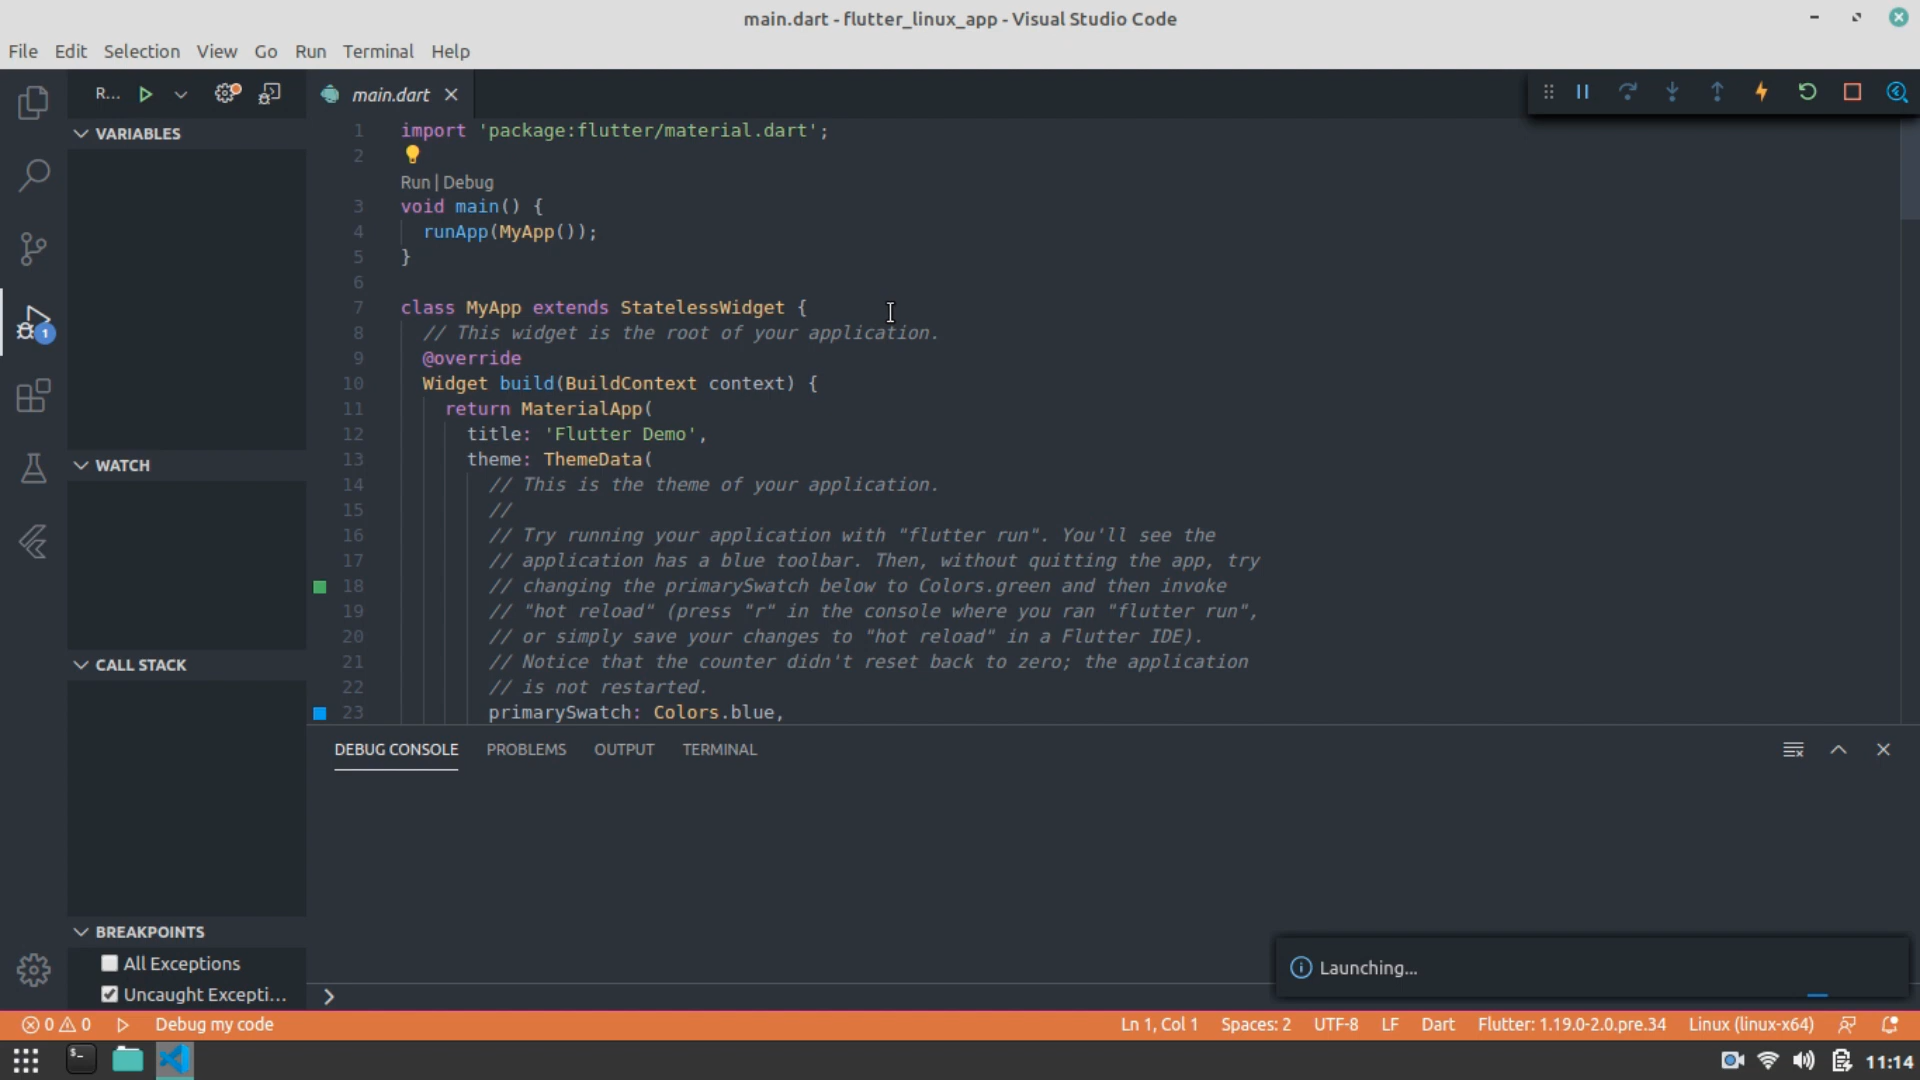 main.dart - flutter_linux_app - Visual Studio Code
File Edit Selection View Go Run Terminal Help
R...
main.dart
VARIABLES
WATCH
CALL STACK
BREAKPOINTS
All Exceptions
Uncaught Excepti...
1 import 'package:flutter/material.dart';
2
Run | Debug
3 void main() {
4 runApp(MyApp());
5 }
6
7 class MyApp extends StatelessWidget {
8 // This widget is the root of your application.
9 @override
10 Widget build(BuildContext context) {
11 return MaterialApp(
12 title: 'Flutter Demo',
13 theme: ThemeData(
14 // This is the theme of your application.
15 //
16 // Try running your application with "flutter run". You'll see the
17 // application has a blue toolbar. Then, without quitting the app, try
18 // changing the primarySwatch below to Colors.green and then invoke
19 // "hot reload" (press "r" in the console where you ran "flutter run",
20 // or simply save your changes to "hot reload" in a Flutter IDE).
21 // Notice that the counter didn't reset back to zero; the application
22 // is not restarted.
23 primarySwatch: Colors.blue,
1
DEBUG CONSOLE PROBLEMS OUTPUT TERMINAL
Launching...
0 0 Debug my code Ln 1, Col 1 Spaces: 2 UTF-8 LF Dart Flutter: 1.19.0-2.0.pre.34 Linux (linux-x64)
11:14